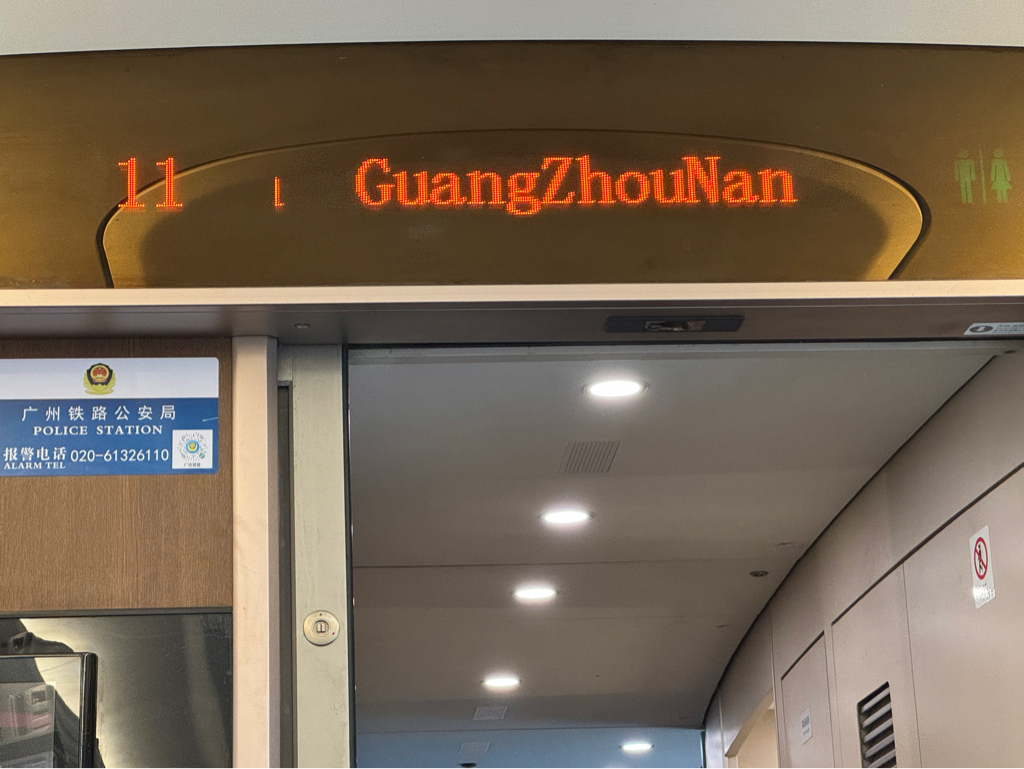 11 GuangZhouNan
广州铁路公安局
POLICE STATION
报警电话 020-61326110
ALARM TEL